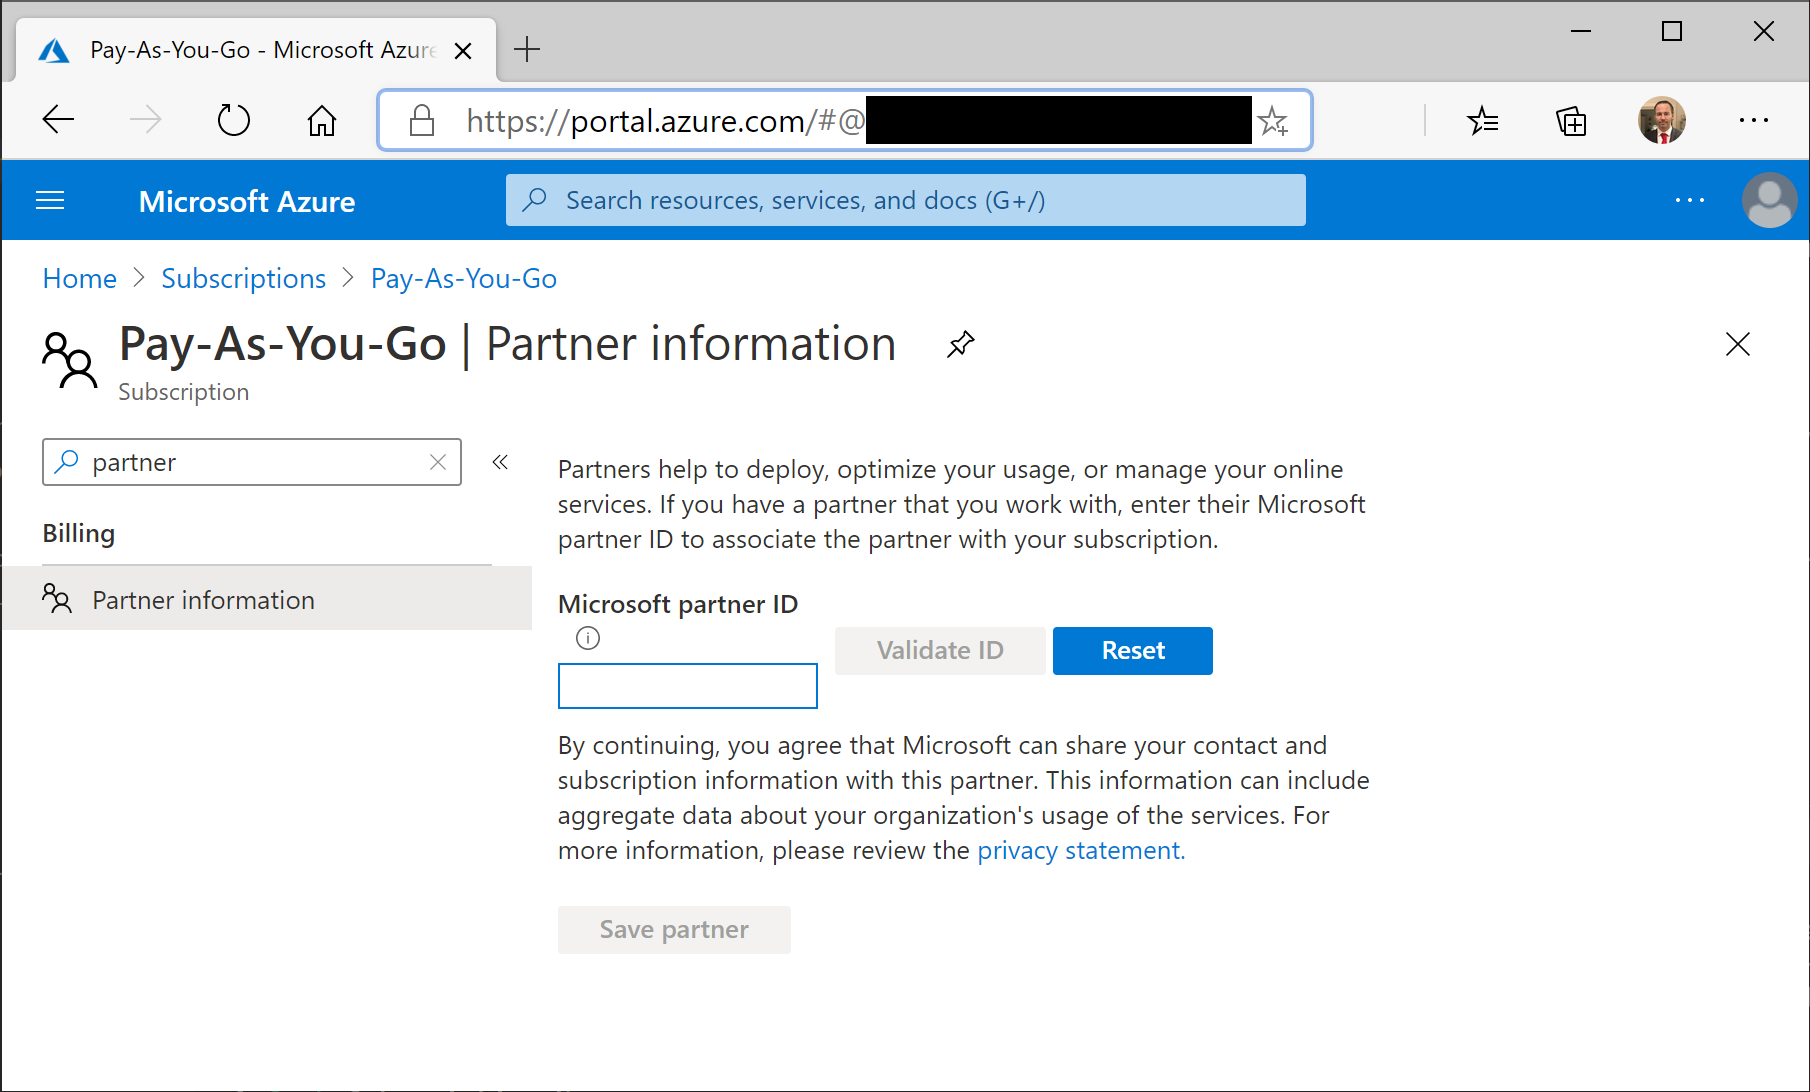 Pay-As-You-Go - Microsoft Azure
https://portal.azure.com/#@
Microsoft Azure
Search resources, services, and docs (G+/)
Home > Subscriptions > Pay-As-You-Go
Pay-As-You-Go | Partner information
Subscription
partner
«
Billing
Partner information
Partners help to deploy, optimize your usage, or manage your online
services. If you have a partner that you work with, enter their Microsoft
partner ID to associate the partner with your subscription.
Microsoft partner ID
Validate ID
Reset
By continuing, you agree that Microsoft can share your contact and
subscription information with this partner. This information can include
aggregate data about your organization's usage of the services. For
more information, please review the privacy statement.
Save partner